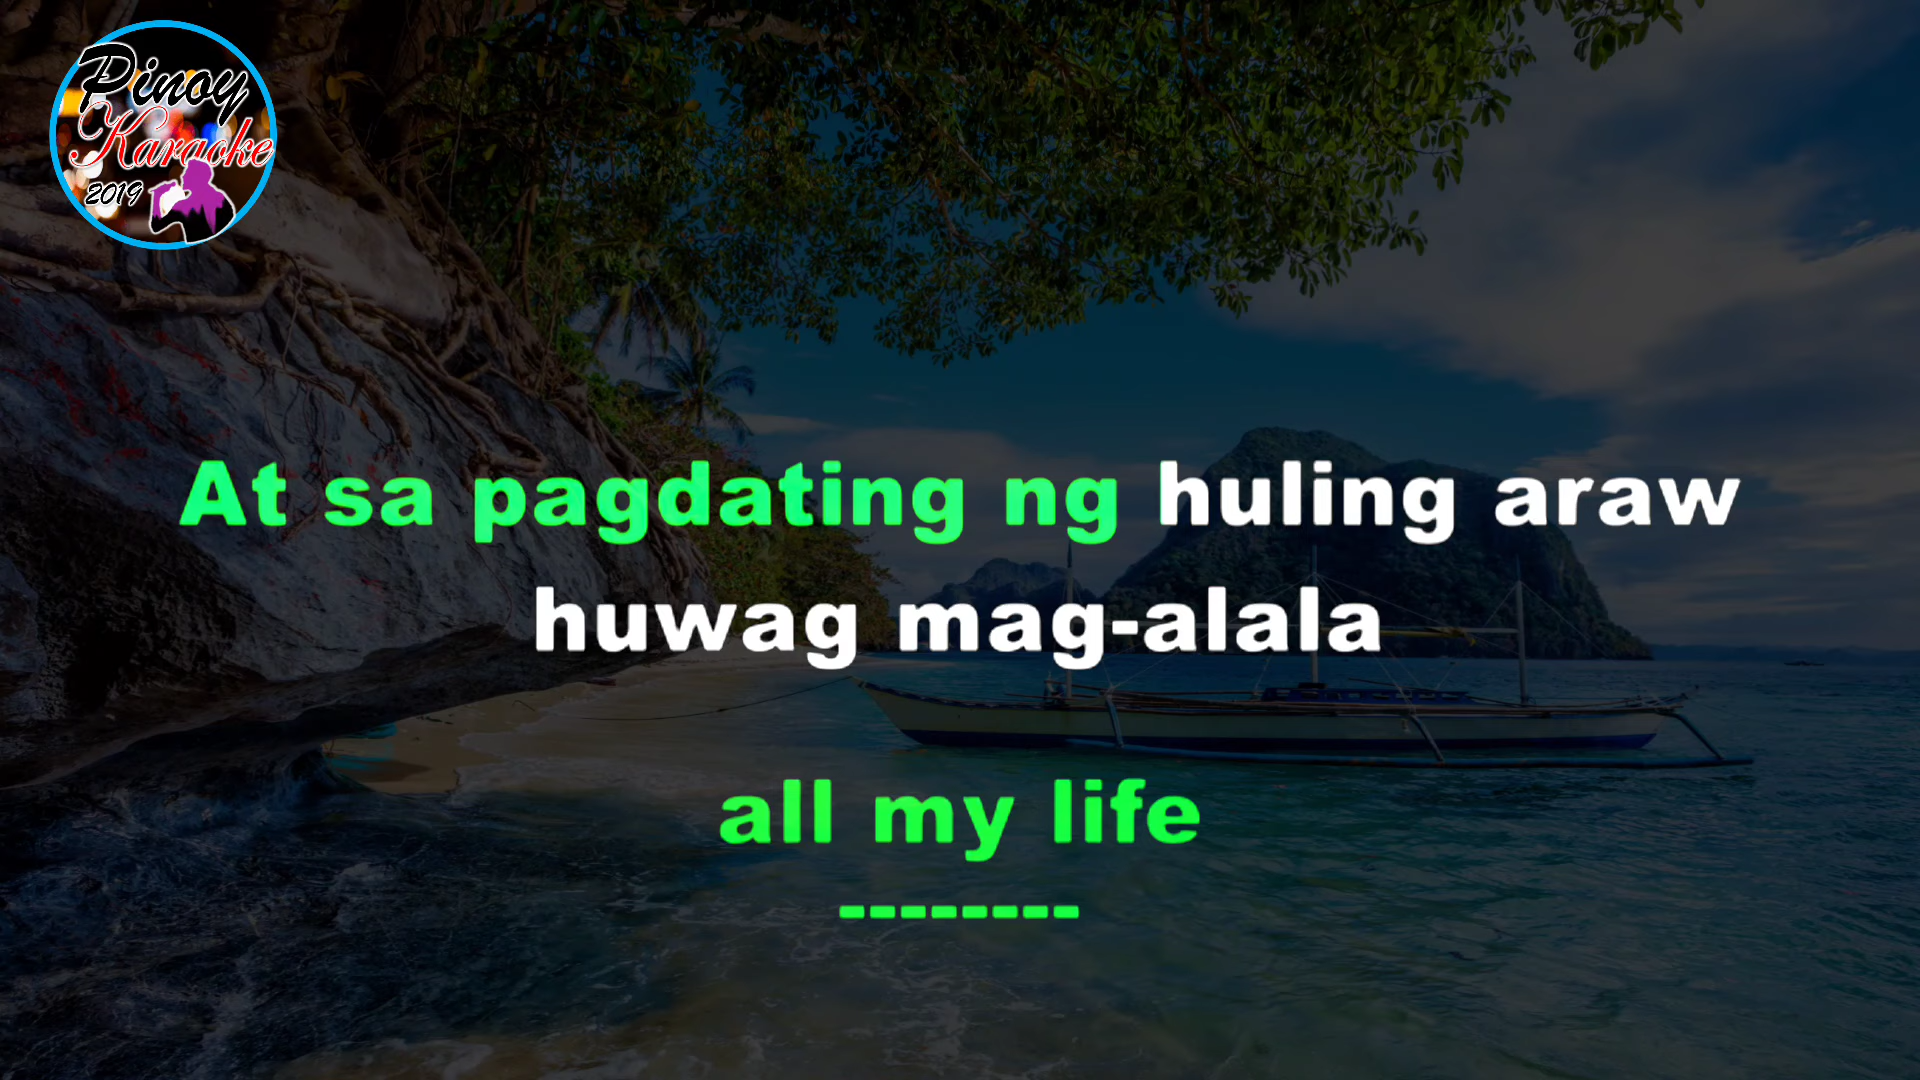 Pinoy
Karaoke
2019
At sa pagdating ng huling araw
huwag mag-alala
all my life
--------